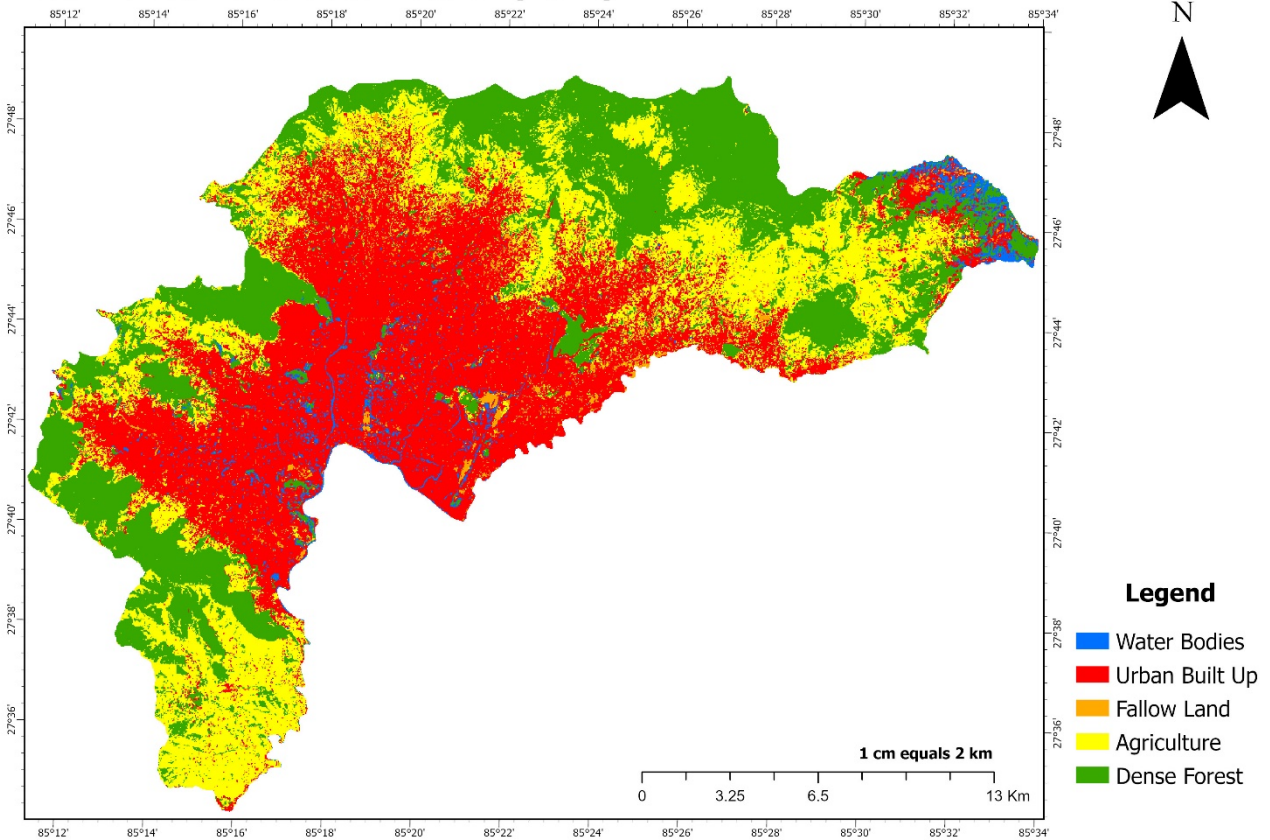 85°12' 85°14' 85°16' 85°18' 85°20' 85°22' 85°24' 85°26' 85°28' 85°30' 85°32' 85°34'
N
27°48' 27°48'
27°46' 27°46'
27°44' 27°44'
27°42' 27°42'
27°40' 27°40'
27°38' 27°38'
27°36' 27°36'
Legend
Water Bodies
Urban Built Up
Fallow Land
Agriculture
Dense Forest
1 cm equals 2 km
0 3.25 6.5 13 Km
85°12' 85°14' 85°16' 85°18' 85°20' 85°22' 85°24' 85°26' 85°28' 85°30' 85°32' 85°34'